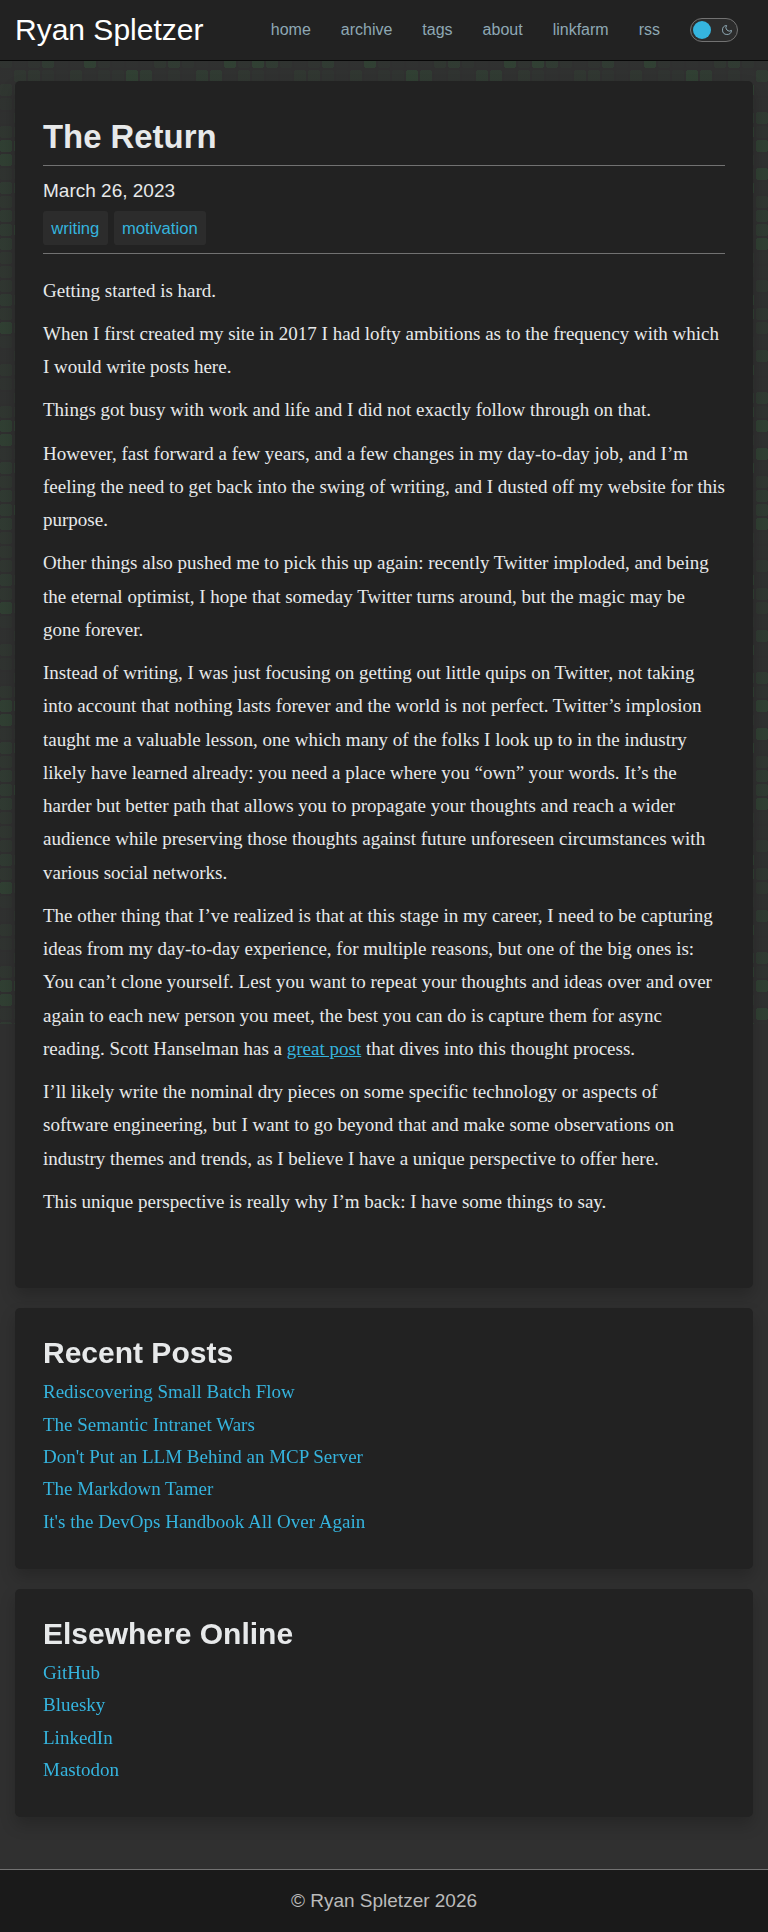 Ryan Spletzer
home archive tags about linkfarm rss
The Return
March 26, 2023
writing motivation
Getting started is hard.
When I first created my site in 2017 I had lofty ambitions as to the frequency with which
I would write posts here.
Things got busy with work and life and I did not exactly follow through on that.
However, fast forward a few years, and a few changes in my day-to-day job, and I’m
feeling the need to get back into the swing of writing, and I dusted off my website for this
purpose.
Other things also pushed me to pick this up again: recently Twitter imploded, and being
the eternal optimist, I hope that someday Twitter turns around, but the magic may be
gone forever.
Instead of writing, I was just focusing on getting out little quips on Twitter, not taking
into account that nothing lasts forever and the world is not perfect. Twitter’s implosion
taught me a valuable lesson, one which many of the folks I look up to in the industry
likely have learned already: you need a place where you “own” your words. It’s the
harder but better path that allows you to propagate your thoughts and reach a wider
audience while preserving those thoughts against future unforeseen circumstances with
various social networks.
The other thing that I’ve realized is that at this stage in my career, I need to be capturing
ideas from my day-to-day experience, for multiple reasons, but one of the big ones is:
You can’t clone yourself. Lest you want to repeat your thoughts and ideas over and over
again to each new person you meet, the best you can do is capture them for async
reading. Scott Hanselman has a great post that dives into this thought process.
I’ll likely write the nominal dry pieces on some specific technology or aspects of
software engineering, but I want to go beyond that and make some observations on
industry themes and trends, as I believe I have a unique perspective to offer here.
This unique perspective is really why I’m back: I have some things to say.
Recent Posts
Rediscovering Small Batch Flow
The Semantic Intranet Wars
Don't Put an LLM Behind an MCP Server
The Markdown Tamer
It's the DevOps Handbook All Over Again
Elsewhere Online
GitHub
Bluesky
LinkedIn
Mastodon
© Ryan Spletzer 2026